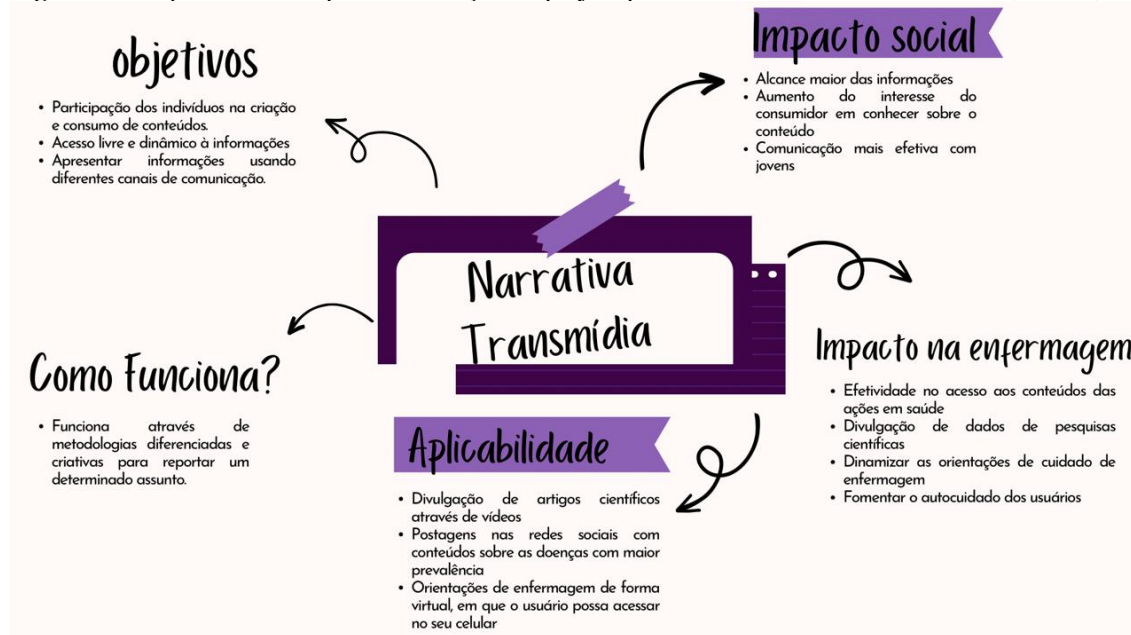 objetivos
• Participação dos indivíduos na criação
e consumo de conteúdos.
• Acesso livre e dinâmico à informações
• Apresentar informações usando
diferentes canais de comunicação.
Impacto social
• Alcance maior das informações
• Aumento do interesse do
consumidor em conhecer sobre o
conteúdo
• Comunicação mais efetiva com
jovens
Narrativa
Transmídia
Como Funciona?
• Funciona através de
metodologias diferenciadas e
criativas para reportar um
determinado assunto.
Impacto na enfermagem
• Efetividade no acesso aos conteúdos das
ações em saúde
• Divulgação de dados de pesquisas
científicas
• Dinamizar as orientações de cuidado de
enfermagem
• Fomentar o autocuidado dos usuários
Aplicabilidade
• Divulgação de artigos científicos
através de vídeos
• Postagens nas redes sociais com
conteúdos sobre as doenças com maior
prevalência
• Orientações de enfermagem de forma
virtual, em que o usuário possa acessar
no seu celular